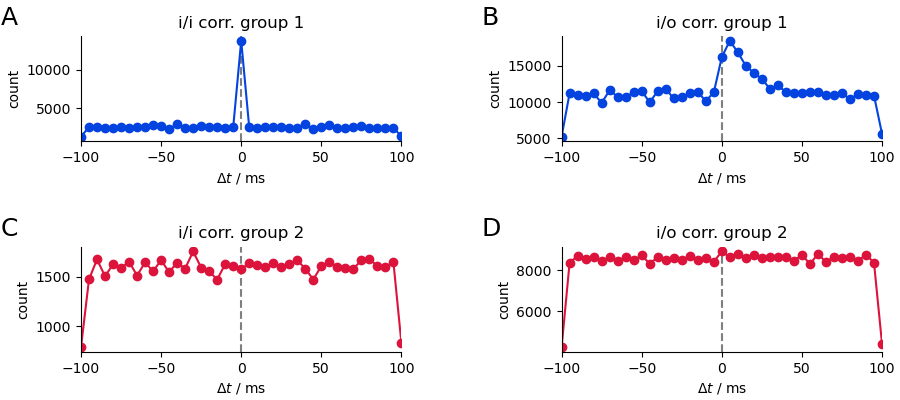 A
i/i corr. group 1
count
10000
5000
−100 −50 0 50 100
Δt / ms
B
i/o corr. group 1
count
15000
10000
5000
−100 −50 0 50 100
Δt / ms
C
i/i corr. group 2
count
1500
1000
−100 −50 0 50 100
Δt / ms
D
i/o corr. group 2
count
8000
6000
−100 −50 0 50 100
Δt / ms